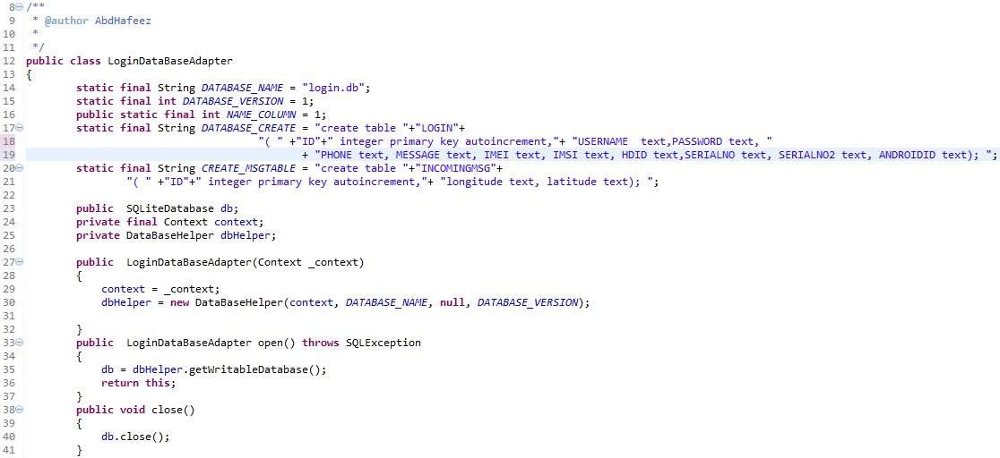 8 /**
9  * @author AbdHafeez
10  *
11  */
12 public class LoginDataBaseAdapter
13 {
14         static final String DATABASE_NAME = "login.db";
15         static final int DATABASE_VERSION = 1;
16         public static final int NAME_COLUMN = 1;
17         static final String DATABASE_CREATE = "create table "+"LOGIN"+
18                                      "( " +"ID"+" integer primary key autoincrement,"+ "USERNAME  text,PASSWORD text, "
19                                             + "PHONE text, MESSAGE text, IMEI text, IMSI text, HDID text,SERIALNO text, SERIALNO2 text, ANDROIDID text); ";
20         static final String CREATE_MSGTABLE = "create table "+"INCOMINGMSG"+
21                 "( " +"ID"+" integer primary key autoincrement,"+ "longitude text, latitude text); ";
22
23         public  SQLiteDatabase db;
24         private final Context context;
25         private DataBaseHelper dbHelper;
26
27         public  LoginDataBaseAdapter(Context _context)
28         {
29             context = _context;
30             dbHelper = new DataBaseHelper(context, DATABASE_NAME, null, DATABASE_VERSION);
31
32         }
33         public  LoginDataBaseAdapter open() throws SQLException
34         {
35             db = dbHelper.getWritableDatabase();
36             return this;
37         }
38         public void close()
39         {
40             db.close();
41         }